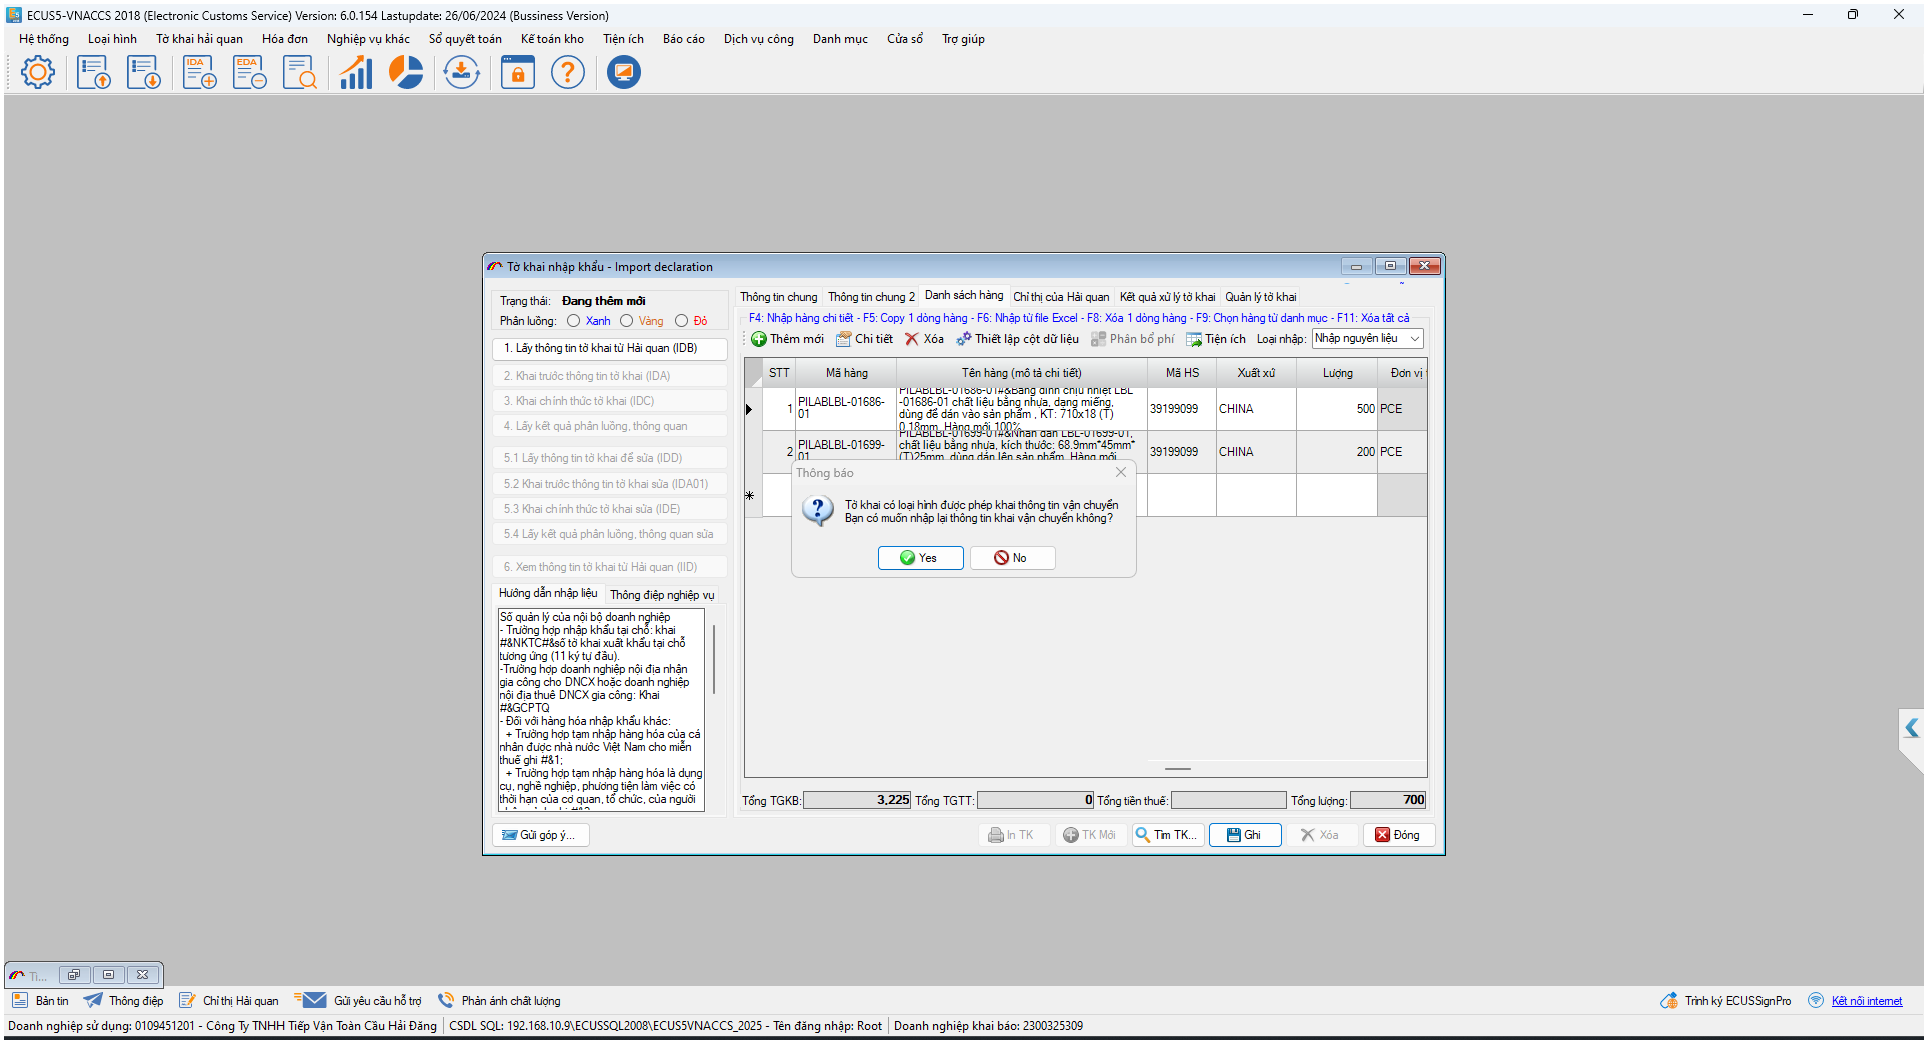 ECUS5-VNACCS 2018 (Electronic Customs Service) Version: 6.0.154 Lastupdate: 26/06/2024 (Bussiness Version)
Hệ thống Loại hình Tờ khai hải quan Hóa đơn Nghiệp vụ khác Sổ quyết toán Kế toán kho Tiện ích Báo cáo Dịch vụ công Danh mục Cửa sổ Trợ giúp
IDA EDA
Tờ khai nhập khẩu - Import declaration
Trạng thái: Đang thêm mới
Phân luồng: Xanh Vàng Đỏ
1. Lấy thông tin tờ khai từ Hải quan (IDB)
2. Khai trước thông tin tờ khai (IDA)
3. Khai chính thức tờ khai (IDC)
4. Lấy kết quả phân luồng, thông quan
5.1 Lấy thông tin tờ khai để sửa (IDD)
5.2 Khai trước thông tin tờ khai sửa (IDA01)
5.3 Khai chính thức tờ khai sửa (IDE)
5.4 Lấy kết quả phân luồng, thông quan sửa
6. Xem thông tin tờ khai từ Hải quan (IID)
Hướng dẫn nhập liệu Thông điệp nghiệp vụ
Số quản lý của nội bộ doanh nghiệp
- Trường hợp nhập khẩu tại chỗ: khai
#&NKTC#&số tờ khai xuất khẩu tại chỗ
tương ứng (11 ký tự đầu).
-Trường hợp doanh nghiệp nội địa nhận
gia công cho DNCX hoặc doanh nghiệp
nội địa thuê DNCX gia công: Khai
#&GCPTQ
- Đối với hàng hóa nhập khẩu khác:
+ Trường hợp tạm nhập hàng hóa của cá
nhân được nhà nước Việt Nam cho miễn
thuế ghi #&1;
+ Trường hợp tạm nhập hàng hóa là dụng
cụ, nghề nghiệp, phương tiện làm việc có
thời hạn của cơ quan, tổ chức, của người
Thông tin chung Thông tin chung 2 Danh sách hàng Chỉ thị của Hải quan Kết quả xử lý tờ khai Quản lý tờ khai
F4: Nhập hàng chi tiết - F5: Copy 1 dòng hàng - F6: Nhập từ file Excel - F8: Xóa 1 dòng hàng - F9: Chọn hàng từ danh mục - F11: Xóa tất cả
Thêm mới Chi tiết Xóa Thiết lập cột dữ liệu Phân bổ phí Tiện ích Loại nhập: Nhập nguyên liệu
STT Mã hàng Tên hàng (mô tả chi tiết) Mã HS Xuất xứ Lượng Đơn vị
1 PILABLBL-01686-01 PILABLBL-01686-01#&Băng dính chịu nhiệt LBL
-01686-01 chất liệu bằng nhựa, dạng miếng,
dùng để dán vào sản phẩm , KT: 710x18 (T)
0.18mm. Hàng mới 100% 39199099 CHINA 500 PCE
2 PILABLBL-01699-01 PILABLBL-01699-01#&Nhãn dán LBL-01699-01,
chất liệu bằng nhựa, kích thước: 68.9mm*45mm*
(T)25mm, dùng dán lên sản phẩm. Hàng mới 39199099 CHINA 200 PCE
Thông báo
Tờ khai có loại hình được phép khai thông tin vận chuyển
Bạn có muốn nhập lại thông tin khai vận chuyển không?
Yes No
Tổng TGKB: 3,225 Tổng TGTT: 0 Tổng tiền thuế: Tổng lượng: 700
Gửi góp ý... In TK TK Mới Tìm TK... Ghi Xóa Đóng
Ti...
Bản tin Thông điệp Chỉ thị Hải quan Gửi yêu cầu hỗ trợ Phản ánh chất lượng Trình ký ECUSSignPro Kết nối internet
Doanh nghiệp sử dụng: 0109451201 - Công Ty TNHH Tiếp Vận Toàn Cầu Hải Đăng CSDL SQL: 192.168.10.9\ECUSSQL2008\ECUS5VNACCS_2025 - Tên đăng nhập: Root Doanh nghiệp khai báo: 2300325309